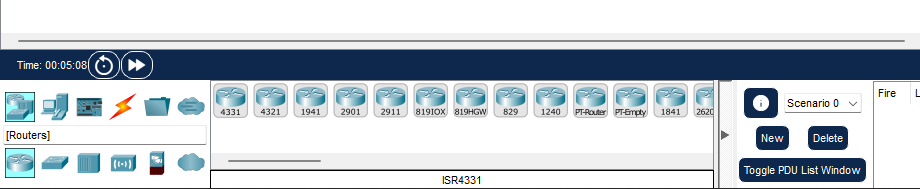 Time: 00:05:08
4331 4321 1941 2901 2911 819IOX 819HGW 829 1240 PT-Router PT-Empty 1841 2620
Scenario 0
Fire L
[Routers]
New Delete
Toggle PDU List Window
ISR4331